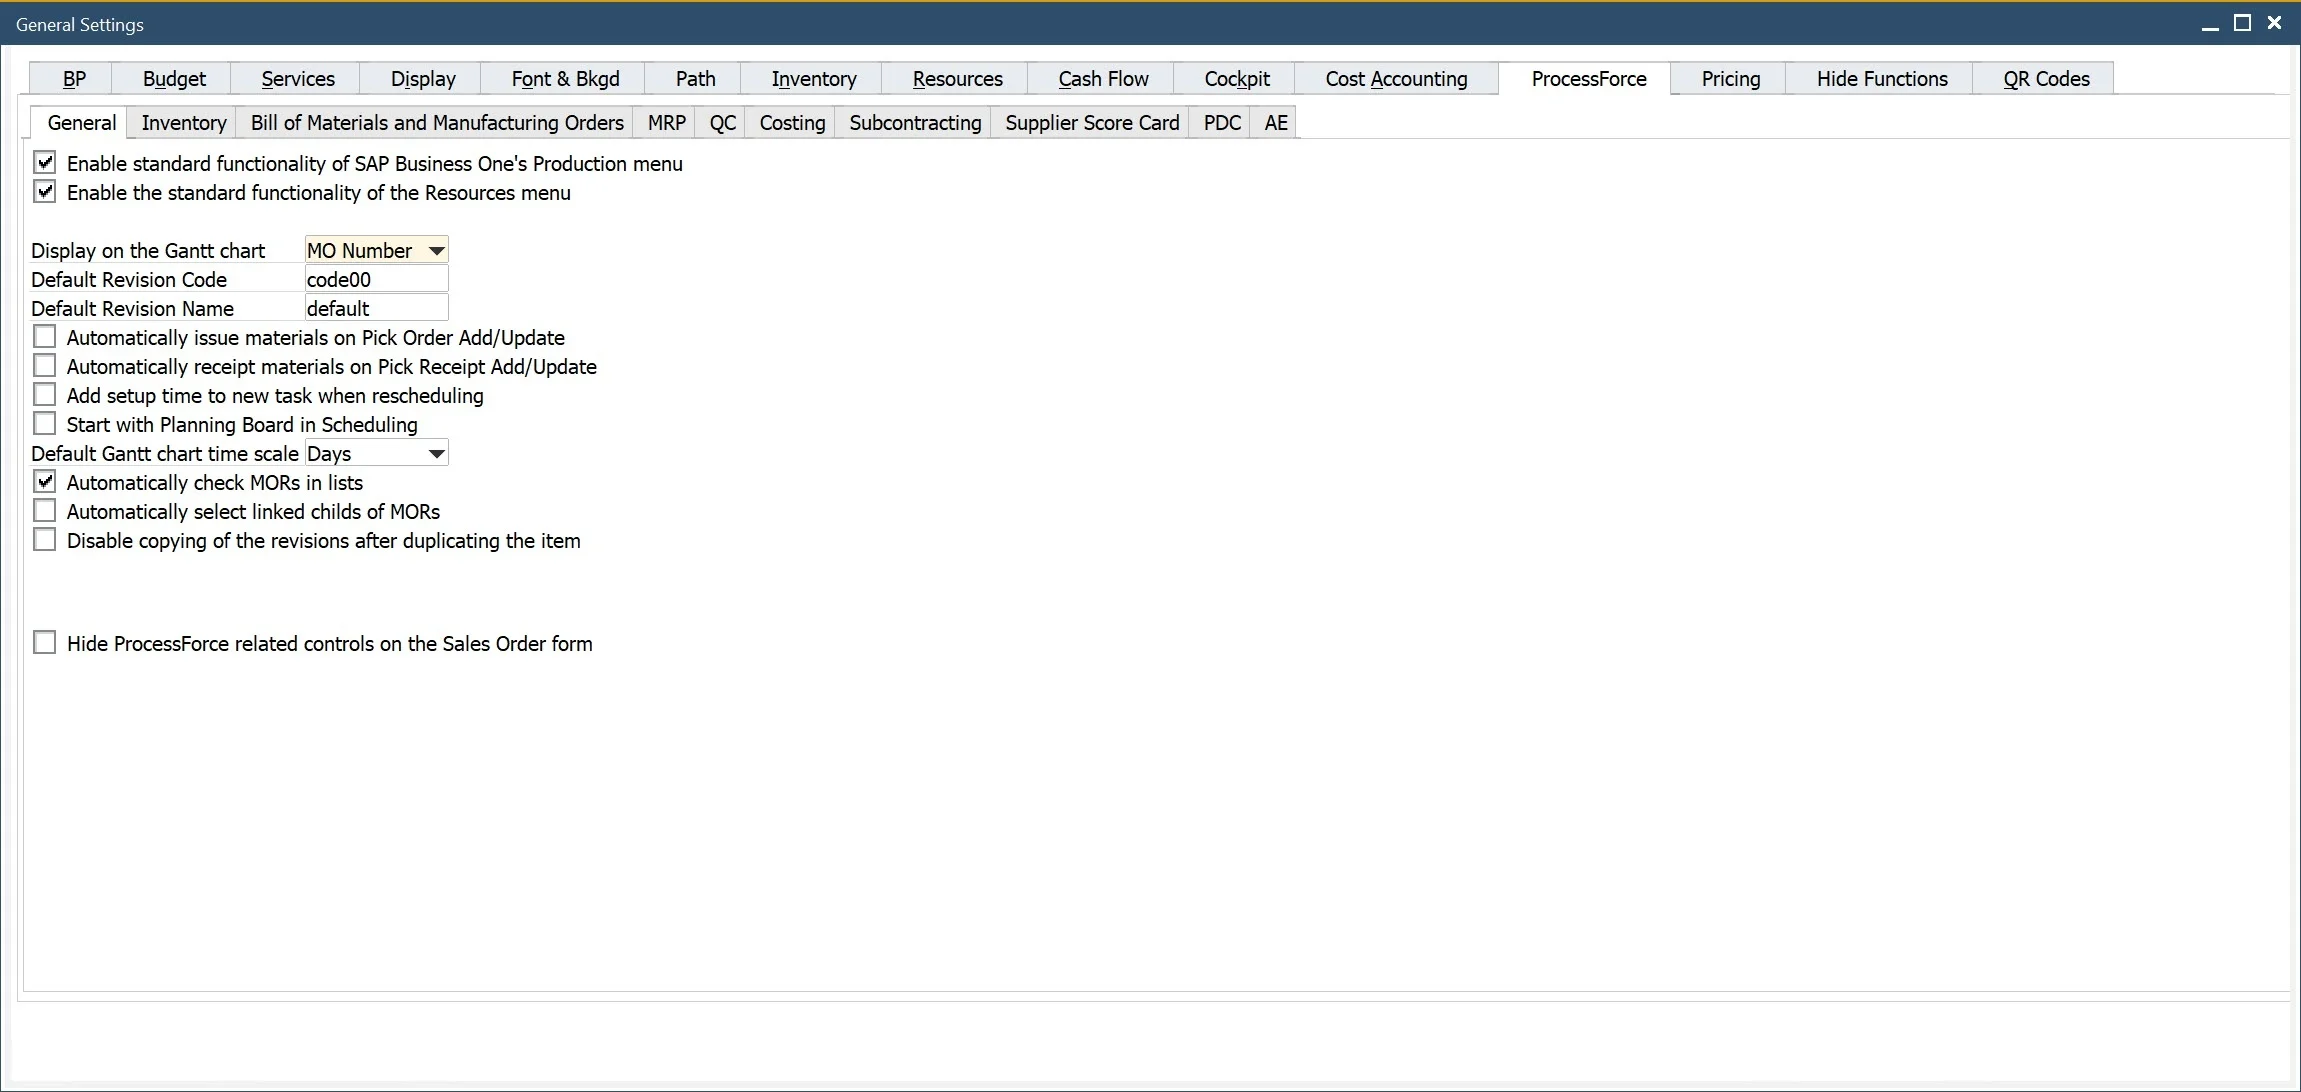 General Settings
BP Budget Services Display Font & Bkgd Path Inventory Resources Cash Flow Cockpit Cost Accounting ProcessForce Pricing Hide Functions QR Codes
General Inventory Bill of Materials and Manufacturing Orders MRP QC Costing Subcontracting Supplier Score Card PDC AE
Enable standard functionality of SAP Business One's Production menu
Enable the standard functionality of the Resources menu
Display on the Gantt chart MO Number
Default Revision Code code00
Default Revision Name default
Automatically issue materials on Pick Order Add/Update
Automatically receipt materials on Pick Receipt Add/Update
Add setup time to new task when rescheduling
Start with Planning Board in Scheduling
Default Gantt chart time scale Days
Automatically check MORs in lists
Automatically select linked childs of MORs
Disable copying of the revisions after duplicating the item
Hide ProcessForce related controls on the Sales Order form